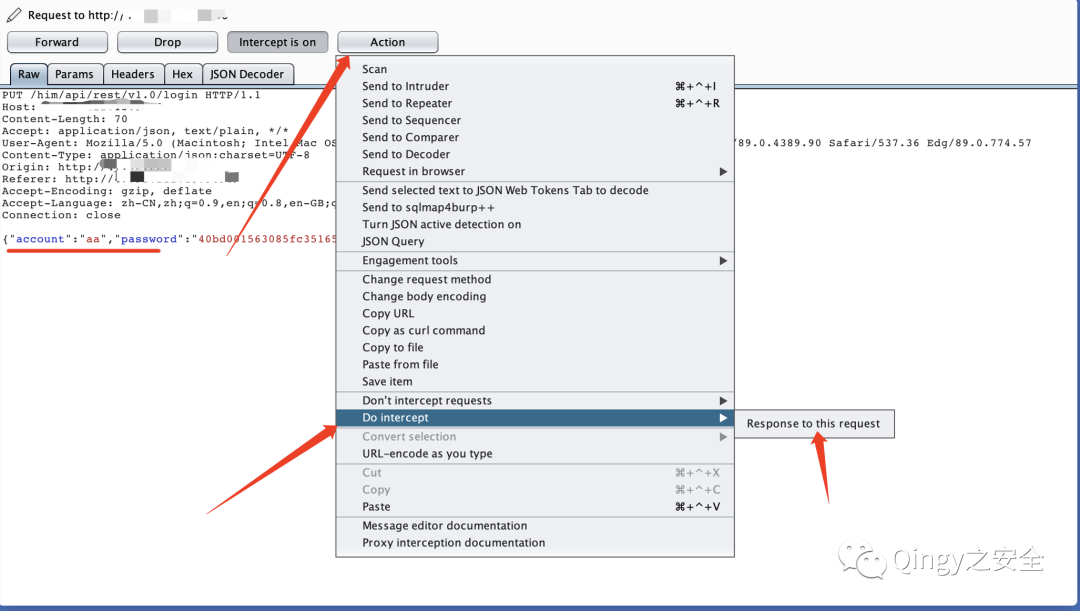 Request to http://
Forward Drop Intercept is on Action
Raw Params Headers Hex JSON Decoder
PUT /him/api/rest/v1.0/login HTTP/1.1
Host:
Content-Length: 70
Accept: application/json, text/plain, */*
User-Agent: Mozilla/5.0 (Macintosh; Intel Mac OS /89.0.4389.90 Safari/537.36 Edg/89.0.774.57
Content-Type: application/json;charset=UTF-8
Origin: http:/
Referer: http:/
Accept-Encoding: gzip, deflate
Accept-Language: zh-CN,zh;q=0.9,en;q=0.8,en-GB;q
Connection: close
{"account":"aa","password":"40bd001563085fc35165
Scan
Send to Intruder ⌘+^+I
Send to Repeater ⌘+^+R
Send to Sequencer
Send to Comparer
Send to Decoder
Request in browser
Send selected text to JSON Web Tokens Tab to decode
Send to sqlmap4burp++
Turn JSON active detection on
JSON Query
Engagement tools
Change request method
Change body encoding
Copy URL
Copy as curl command
Copy to file
Paste from file
Save item
Don't intercept requests
Do intercept
Response to this request
Convert selection
URL-encode as you type
Cut ⌘+^+X
Copy ⌘+^+C
Paste ⌘+^+V
Message editor documentation
Proxy interception documentation
Qingy之安全